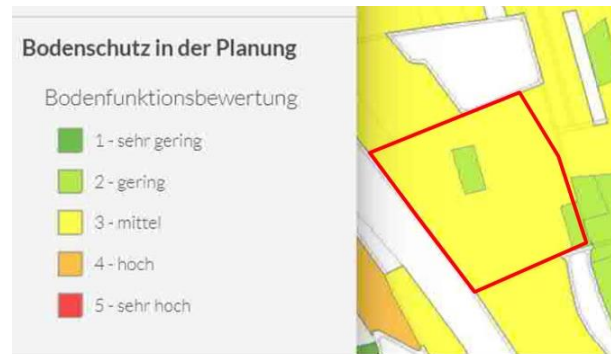 Bodenschutz in der Planung
Bodenfunktionsbewertung
1 - sehr gering
2 - gering
3 - mittel
4 - hoch
5 - sehr hoch